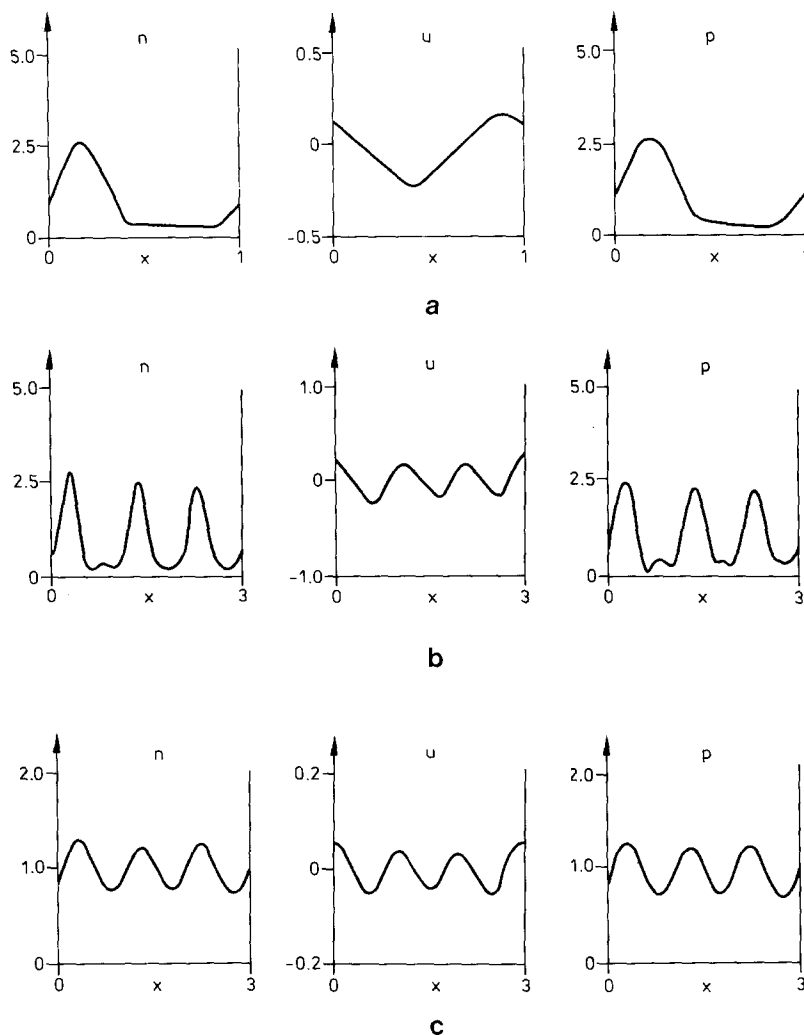 n u p
5.0 0.5 5.0
2.5 0 2.5
0 -0.5 0
0 x 1 0 x 1 0 x 1
a
n u p
5.0 1.0 5.0
2.5 0 2.5
0 -1.0 0
0 x 3 0 x 3 0 x 3
b
n u p
2.0 0.2 2.0
1.0 0 1.0
0 -0.2 0
0 x 3 0 x 3 0 x 3
c